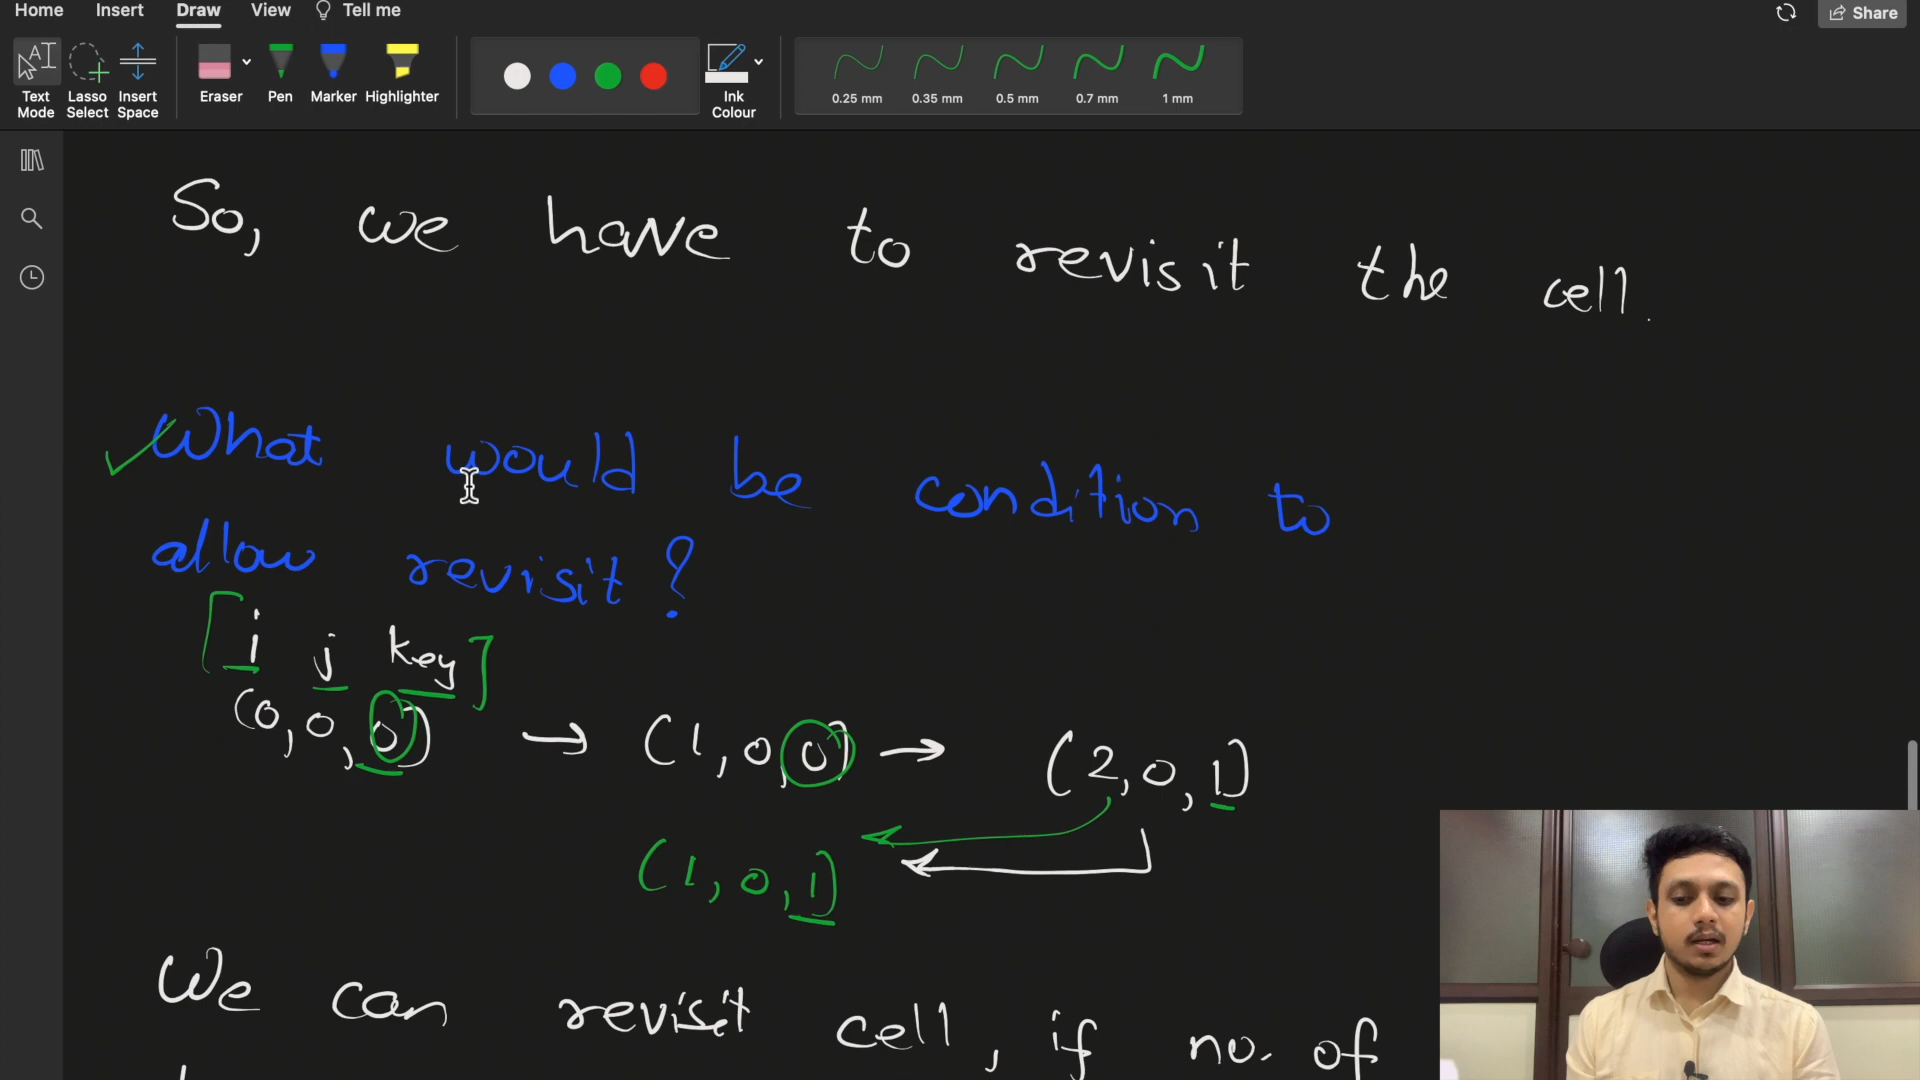 Home Insert Draw View Tell me Share
Text Mode Lasso Select Insert Space Eraser Pen Marker Highlighter Ink Colour 0.25 mm 0.35 mm 0.5 mm 0.7 mm 1 mm
So, we have to revisit the cell.
What would be condition to
allow revisit?
[i j key]
(0, 0, 0) → (1, 0, 0) → (2, 0, 1)
(1, 0, 1)
We can revisit cell, if no. of